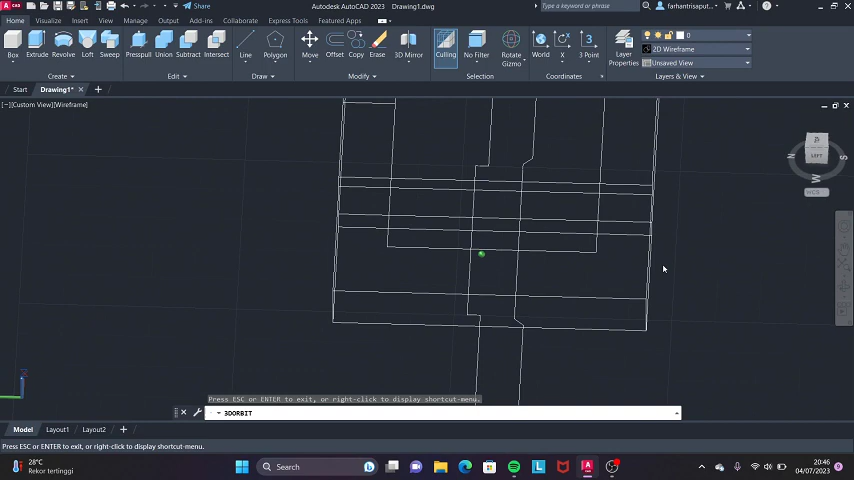 CAD
Share
Autodesk AutoCAD 2023 Drawing1.dwg
Type a keyword or phrase
farhantrisaput...
Home Visualize View Manage Output Add-ins Collaborate Express Tools Featured Apps
Box Extrude Revolve Loft Sweep Presspull Union Subtract Intersect Line Polygon Move Offset Copy Erase 3D Mirror Culling No Filter Rotate Gizmo World X 3 Point Layer Properties
0
2D Wireframe
Unsaved View
Create Edit Draw Modify Selection Coordinates Layers & View
Start Drawing1*
[−][Custom View][Wireframe]
N S
LEFT
W
WCS
Press ESC or ENTER to exit, or right-click to display shortcut-menu.
3DORBIT
Model Layout1 Layout2
Press ESC or ENTER to exit, or right-click to display shortcut-menu.
28°C
Rekor tertinggi
Search
20:46
04/07/2023